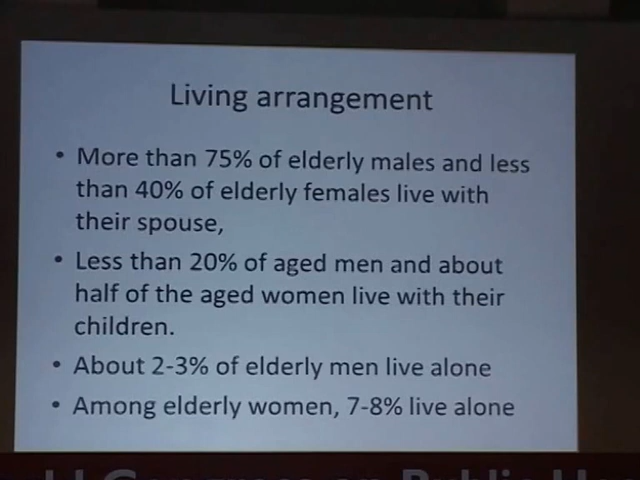 Living arrangement
• More than 75% of elderly males and less
than 40% of elderly females live with
their spouse,
• Less than 20% of aged men and about
half of the aged women live with their
children.
• About 2-3% of elderly men live alone
• Among elderly women, 7-8% live alone